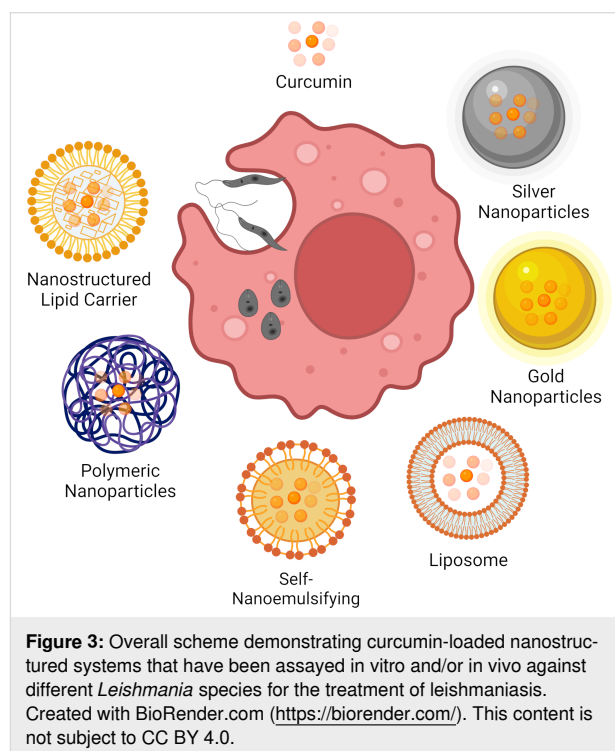 Curcumin
Silver
Nanoparticles
Nanostructured
Lipid Carrier
Gold
Nanoparticles
Polymeric
Nanoparticles
Liposome
Self-
Nanoemulsifying
Figure 3: Overall scheme demonstrating curcumin-loaded nanostruc-
tured systems that have been assayed in vitro and/or in vivo against
different Leishmania species for the treatment of leishmaniasis.
Created with BioRender.com (https://biorender.com/). This content is
not subject to CC BY 4.0.